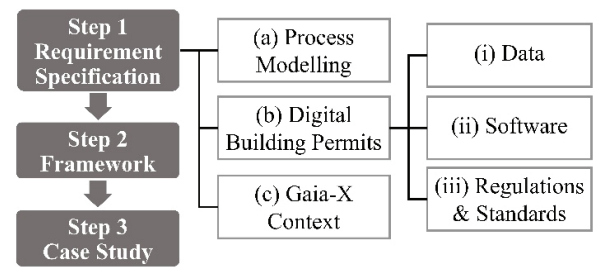 Step 1
Requirement
Specification
Step 2
Framework
Step 3
Case Study
(a) Process
Modelling
(b) Digital
Building Permits
(c) Gaia-X
Context
(i) Data
(ii) Software
(iii) Regulations
& Standards